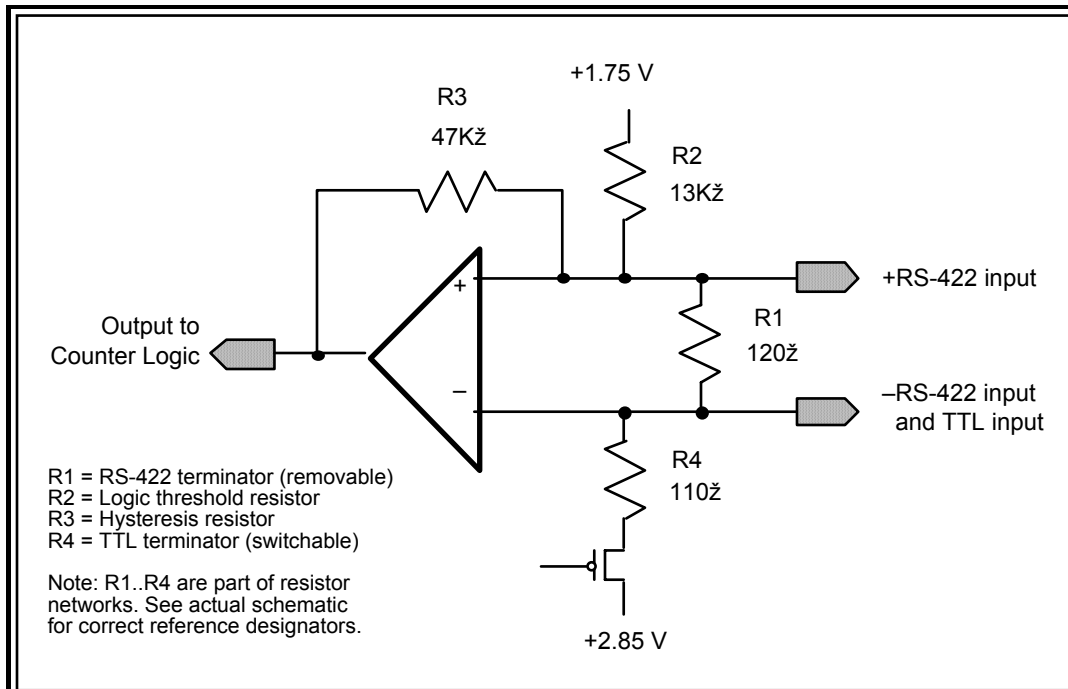 +1.75 V
R3
47Kž
R2
13Kž
+
+RS-422 input
R1
120ž
Output to
Counter Logic
–
–RS-422 input
and TTL input
R4
110ž
R1 = RS-422 terminator (removable)
R2 = Logic threshold resistor
R3 = Hysteresis resistor
R4 = TTL terminator (switchable)
Note: R1..R4 are part of resistor
networks. See actual schematic
for correct reference designators.
+2.85 V